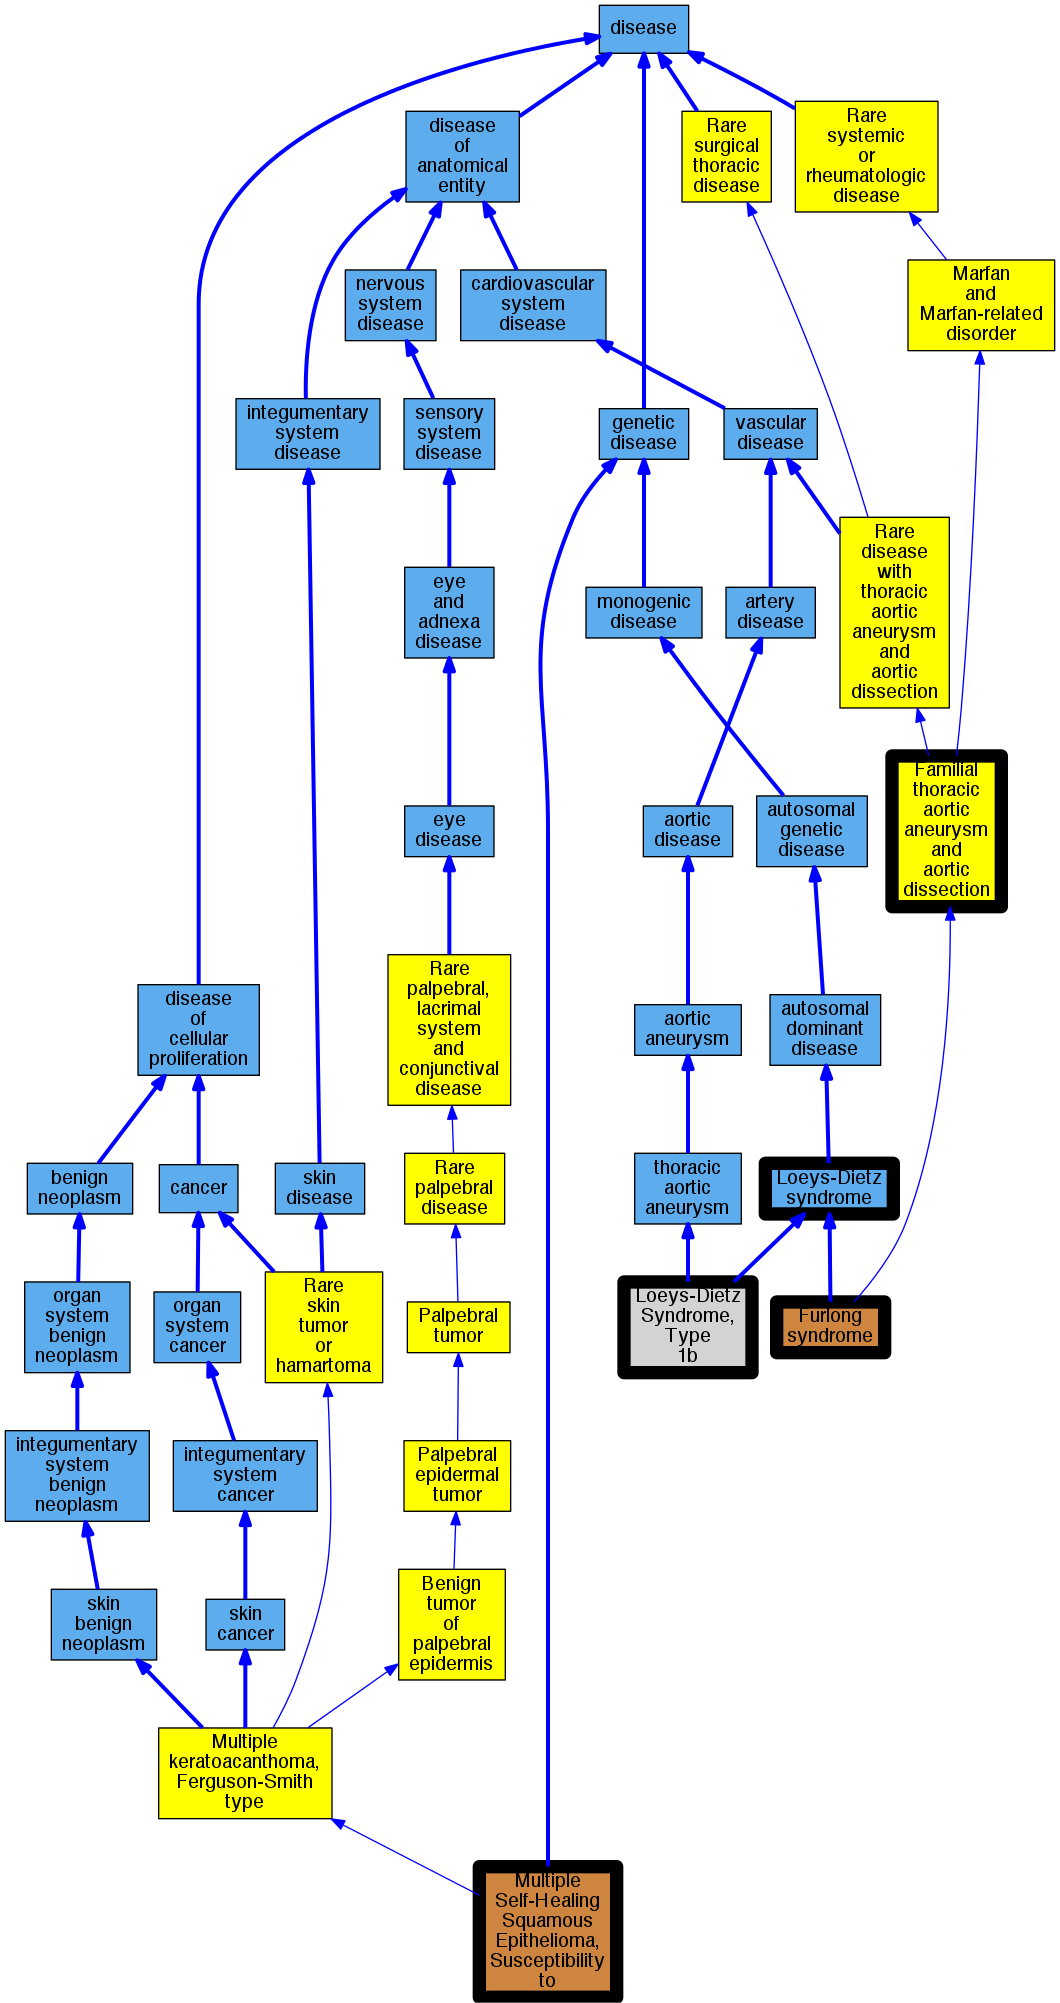 disease
disease
of
anatomical
entity
Rare
surgical
thoracic
disease
Rare
systemic
or
rheumatologic
disease
nervous
system
disease
cardiovascular
system
disease
Marfan
and
Marfan-related
disorder
integumentary
system
disease
sensory
system
disease
genetic
disease
vascular
disease
Rare
disease
with
thoracic
aortic
aneurysm
and
aortic
dissection
eye
and
adnexa
disease
monogenic
disease
artery
disease
Familial
thoracic
aortic
aneurysm
and
aortic
dissection
eye
disease
aortic
disease
autosomal
genetic
disease
Rare
palpebral,
lacrimal
system
and
conjunctival
disease
disease
of
cellular
proliferation
aortic
aneurysm
autosomal
dominant
disease
benign
neoplasm
cancer
skin
disease
Rare
palpebral
disease
thoracic
aortic
aneurysm
Loeys-Dietz
syndrome
organ
system
benign
neoplasm
organ
system
cancer
Rare
skin
tumor
or
hamartoma
Palpebral
tumor
Loeys-Dietz
Syndrome,
Type
1b
Furlong
syndrome
integumentary
system
benign
neoplasm
integumentary
system
cancer
Palpebral
epidermal
tumor
skin
benign
neoplasm
skin
cancer
Benign
tumor
of
palpebral
epidermis
Multiple
keratoacanthoma,
Ferguson-Smith
type
Multiple
Self-Healing
Squamous
Epithelioma,
Susceptibility
to